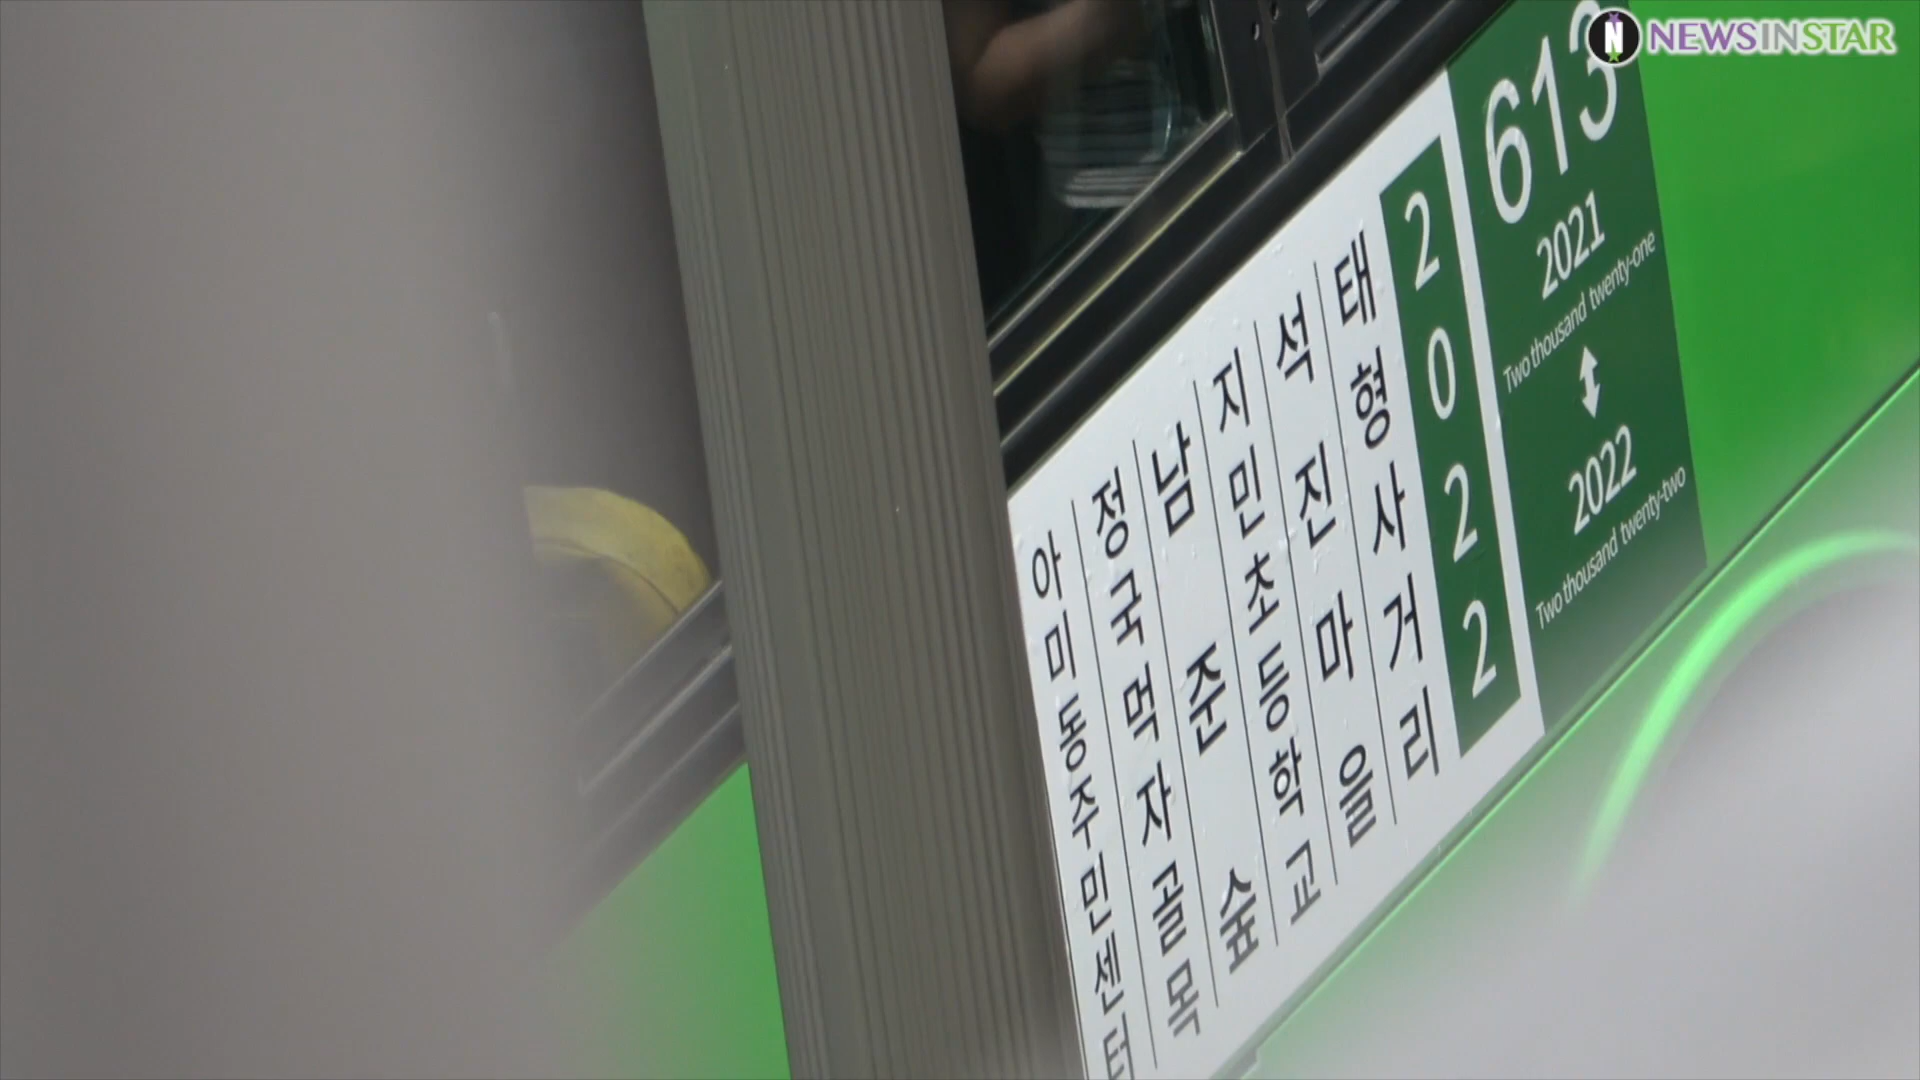 NEWSINSTAR
613
2021
Two thousand twenty-one
2022
Two thousand twenty-two
2022
태형사거리
석진마을
지민초등학교
남준숲
정국먹자골목
아미동주민센터